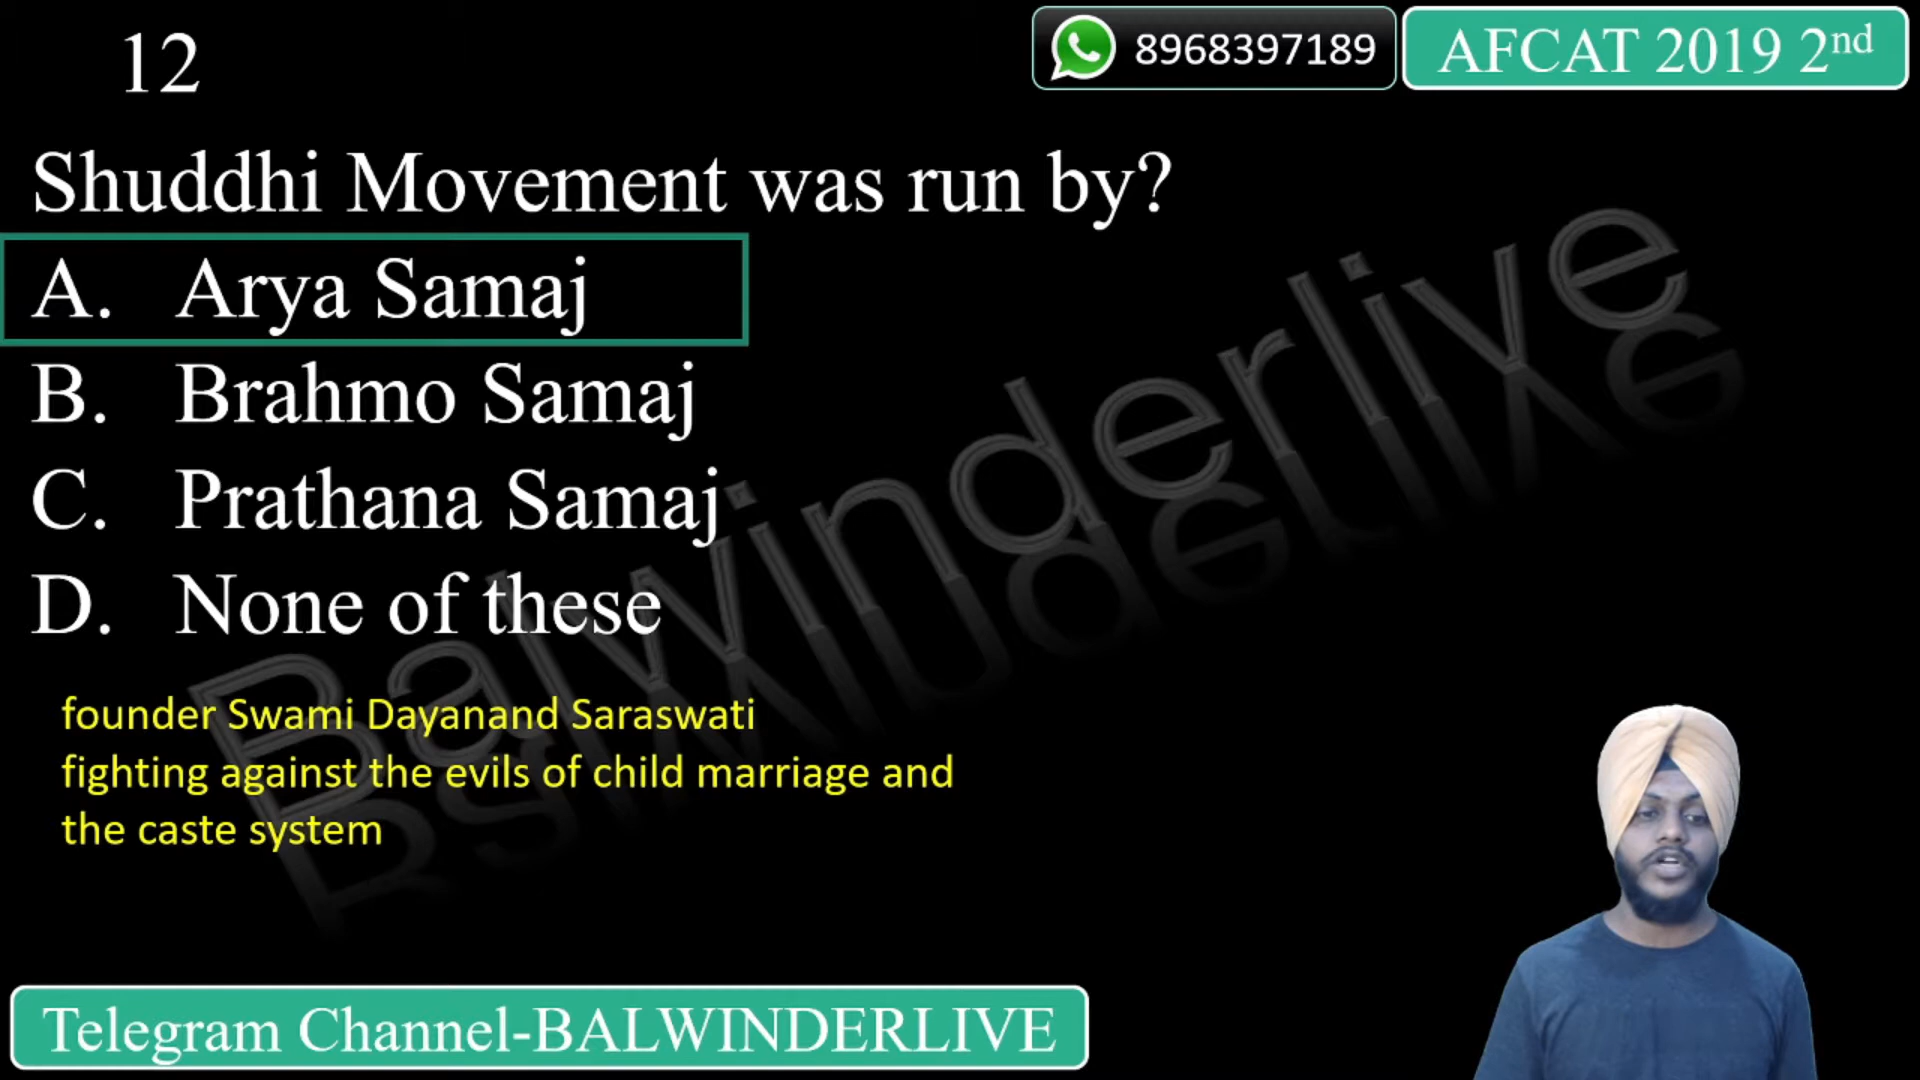 12
8968397189
AFCAT 2019 2nd
Shuddhi Movement was run by?
A. Arya Samaj
B. Brahmo Samaj
C. Prathana Samaj
D. None of these
founder Swami Dayanand Saraswati
fighting against the evils of child marriage and
the caste system
Balwinderlive
Telegram Channel-BALWINDERLIVE